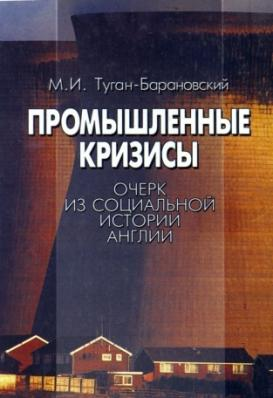 М.И. Туган-Барановский
ПРОМЫШЛЕННЫЕ
КРИЗИСЫ
ОЧЕРК
ИЗ СОЦИАЛЬНОЙ
ИСТОРИИ
АНГЛИИ